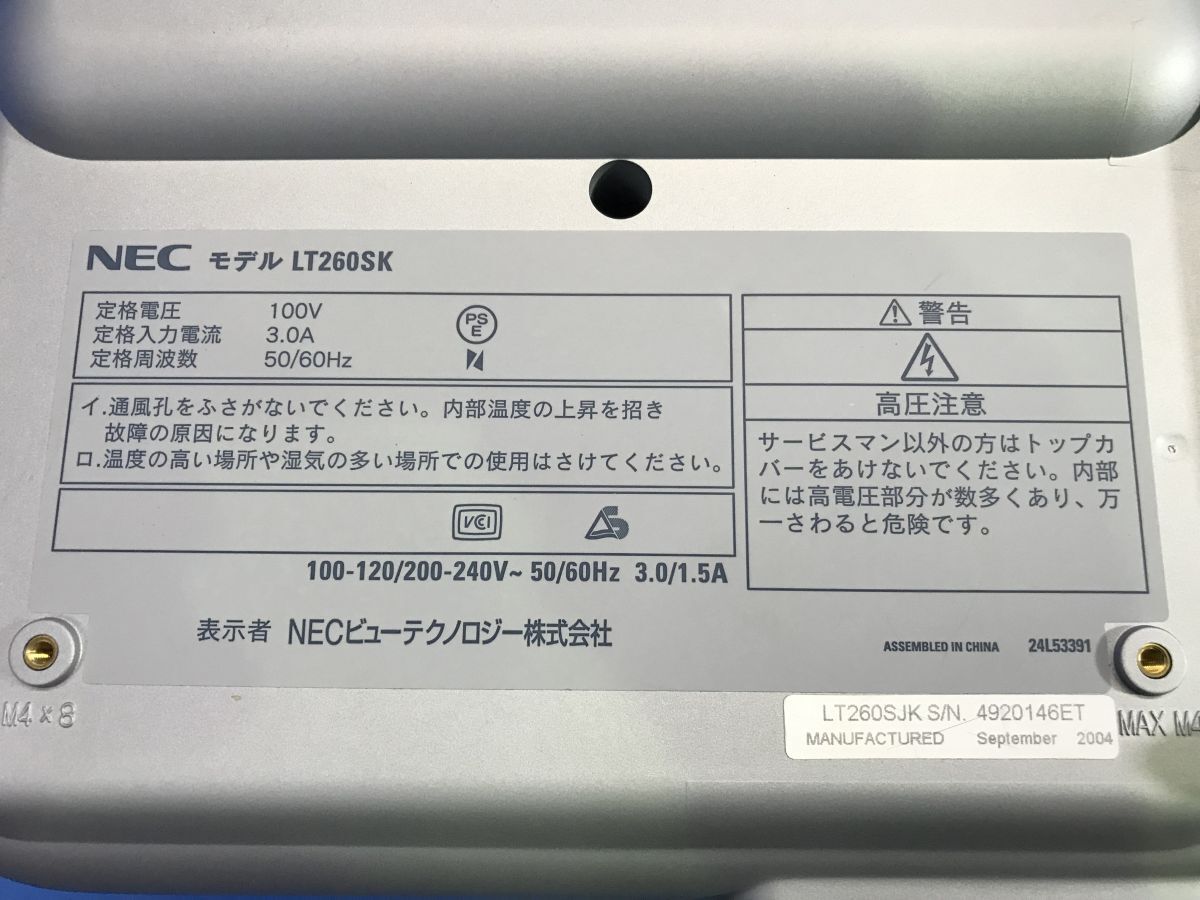 NEC モデル LT260SK
定格電圧 100V
定格入力電流 3.0A
定格周波数 50/60Hz
PS
E
イ.通風孔をふさがないでください。内部温度の上昇を招き
故障の原因になります。
ロ.温度の高い場所や湿気の多い場所での使用はさけてください。
VCCI
100-120/200-240V~ 50/60Hz 3.0/1.5A
警告
高圧注意
サービスマン以外の方はトップカ
バーをあけないでください。内部
には高電圧部分が数多くあり、万
一さわると危険です。
表示者 NECビューテクノロジー株式会社
ASSEMBLED IN CHINA 24L53391
LT260SJK S/N. 4920146ET
MANUFACTURED September 2004
M4×8
MAX M4